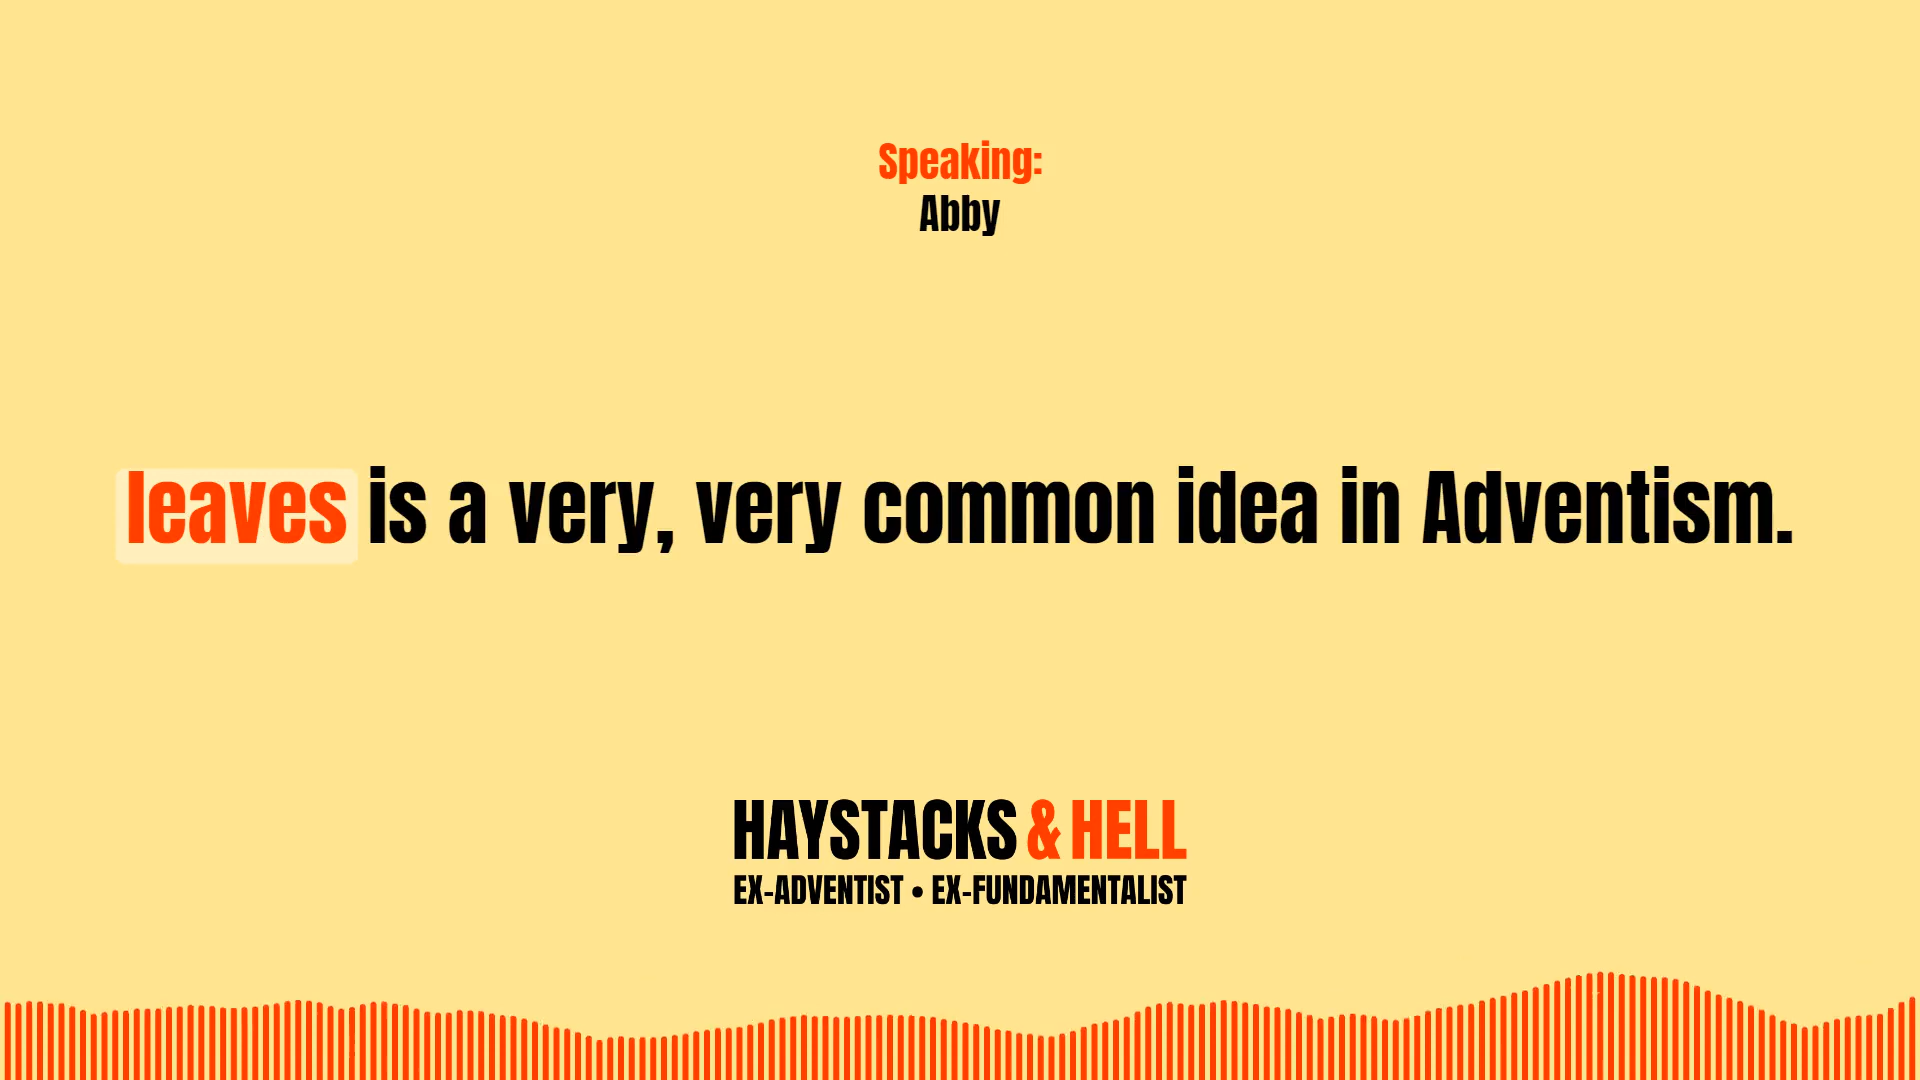 Speaking:
Abby
leaves is a very, very common idea in Adventism.
HAYSTACKS & HELL
EX-ADVENTIST • EX-FUNDAMENTALIST